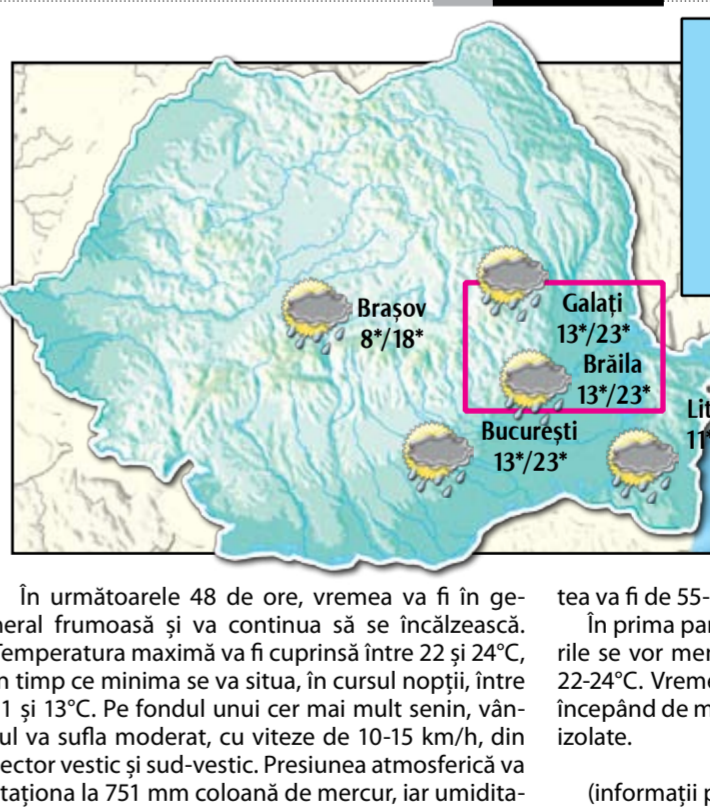 Brașov
8*/18*
Galați
13*/23*
Brăila
13*/23*
București
13*/23*
Lit
11*
În următoarele 48 de ore, vremea va fi în ge-
neral frumoasă și va continua să se încălzească.
Temperatura maximă va fi cuprinsă între 22 și 24°C,
n timp ce minima se va situa, în cursul nopții, între
1 și 13°C. Pe fondul unui cer mai mult senin, vân-
ul va sufla moderat, cu viteze de 10-15 km/h, din
ector vestic și sud-vestic. Presiunea atmosferică va
taționa la 751 mm coloană de mercur, iar umidita-
tea va fi de 55-
În prima par
rile se vor mer
22-24°C. Vreme
începând de m
izolate.
(informații p